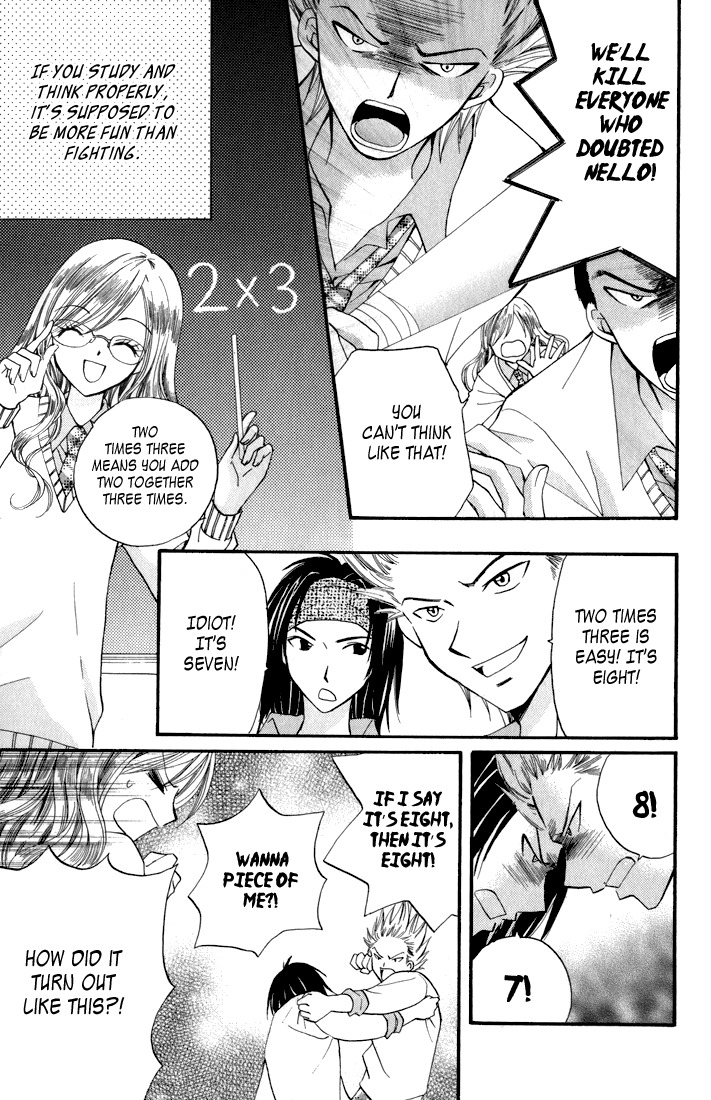 WE'LL
KILL
EVERYONE
WHO
DOUBTED
NELLO!
YOU
CAN'T THINK
LIKE THAT!
IF YOU STUDY AND
THINK PROPERLY,
IT'S SUPPOSED TO
BE MORE FUN THAN
FIGHTING.
2×3
TWO
TIMES THREE
MEANS YOU ADD
TWO TOGETHER
THREE TIMES.
TWO TIMES
THREE IS
EASY! IT'S
EIGHT!
IDIOT!
IT'S
SEVEN!
8!
7!
IF I SAY
IT'S EIGHT,
THEN IT'S
EIGHT!
WANNA
PIECE OF
ME?!
HOW DID IT
TURN OUT
LIKE THIS?!